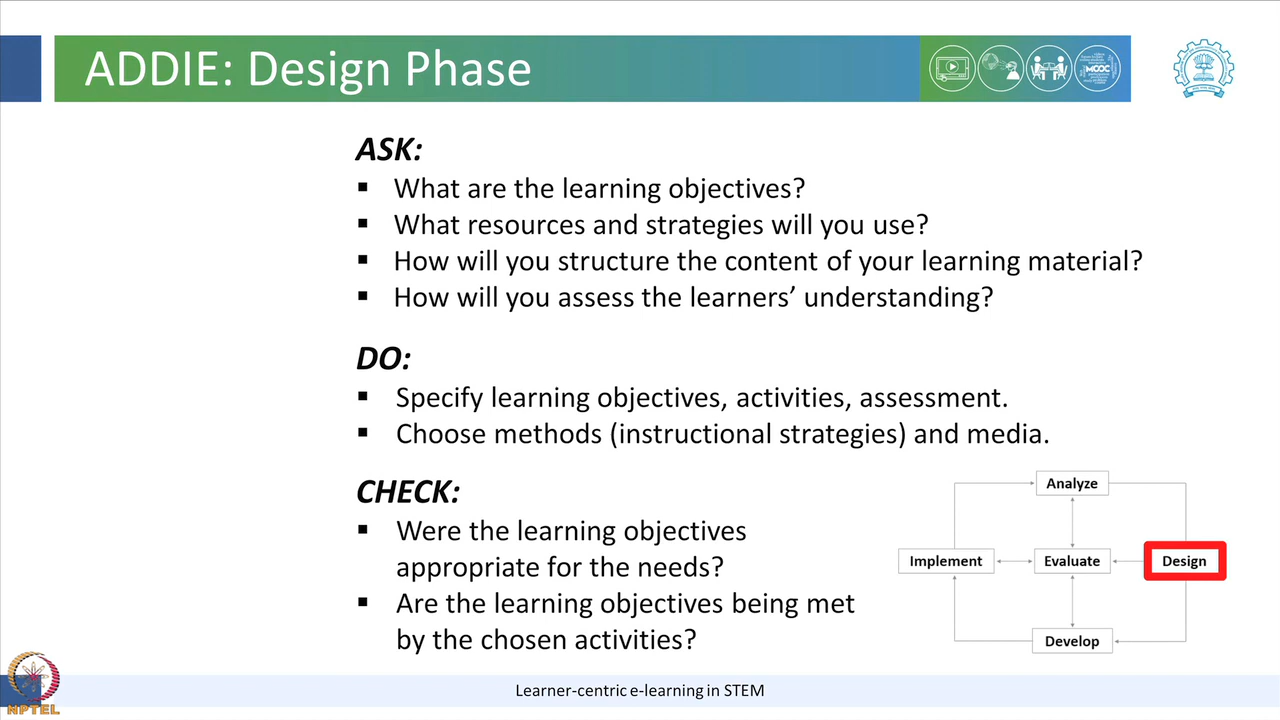 ADDIE: Design Phase
MOOC
ASK:
▪ What are the learning objectives?
▪ What resources and strategies will you use?
▪ How will you structure the content of your learning material?
▪ How will you assess the learners’ understanding?
DO:
▪ Specify learning objectives, activities, assessment.
▪ Choose methods (instructional strategies) and media.
CHECK:
▪ Were the learning objectives
appropriate for the needs?
▪ Are the learning objectives being met
by the chosen activities?
Analyze
Implement
Evaluate
Design
Develop
Learner-centric e-learning in STEM
NPTEL